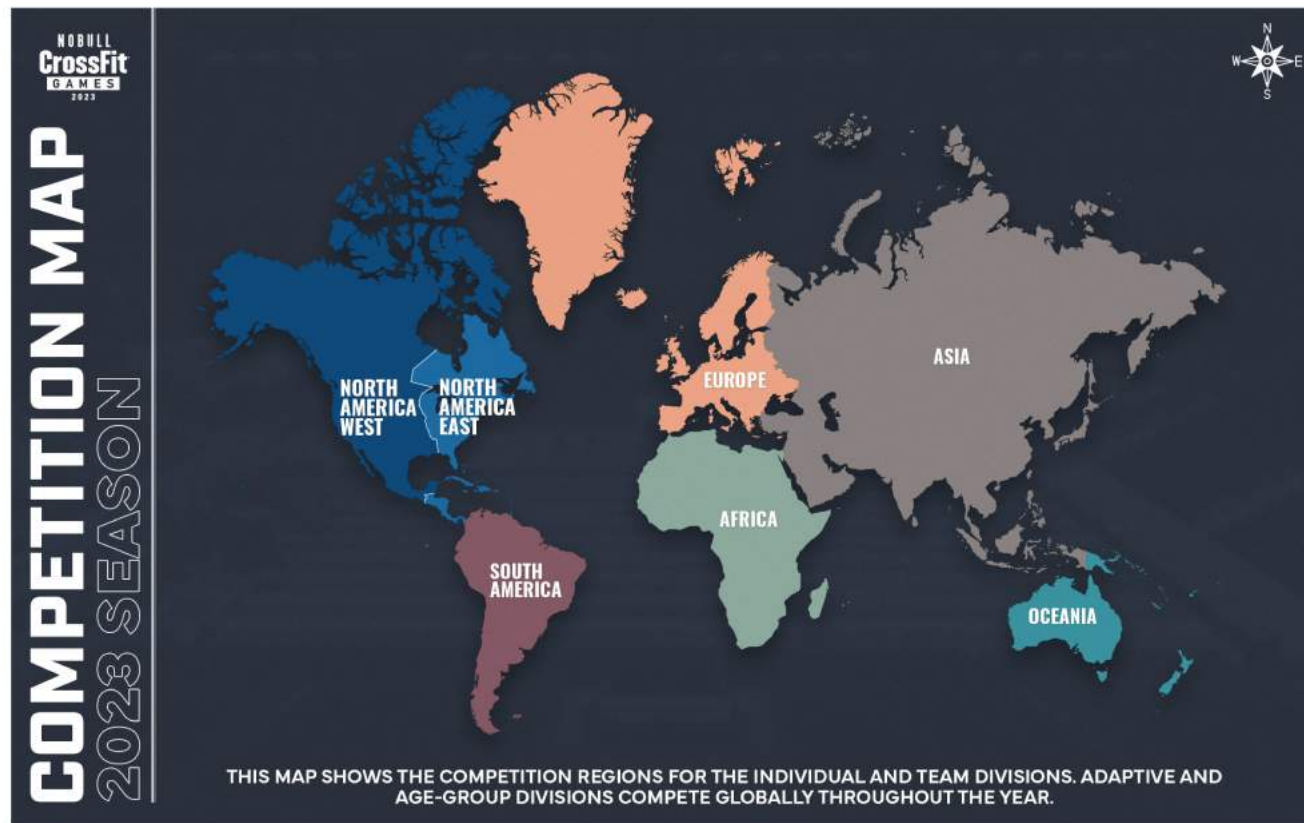 NOBULL
CrossFit
GAMES
2023
COMPETITION MAP
2023 SEASON
N
W E
S
NORTH
AMERICA
WEST
NORTH
AMERICA
EAST
EUROPE
ASIA
AFRICA
SOUTH
AMERICA
OCEANIA
THIS MAP SHOWS THE COMPETITION REGIONS FOR THE INDIVIDUAL AND TEAM DIVISIONS. ADAPTIVE AND
AGE-GROUP DIVISIONS COMPETE GLOBALLY THROUGHOUT THE YEAR.